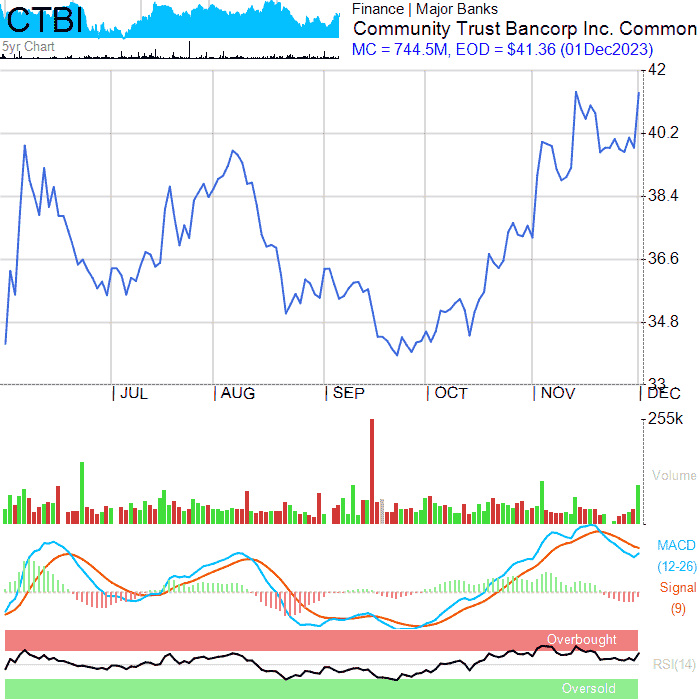 CTBI
Finance | Major Banks
Community Trust Bancorp Inc. Common
5yr Chart
MC = 744.5M, EOD = $41.36 (01Dec2023)
42
40.2
38.4
36.6
34.8
33
JUL AUG SEP OCT NOV DEC
255k
Volume
MACD
(12-26)
Signal
(9)
Overbought
RSI(14)
Oversold